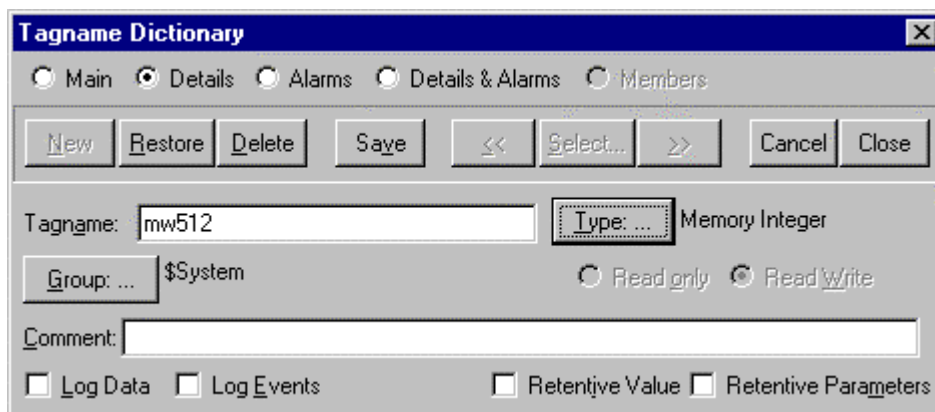 Tagname Dictionary
Main Details Alarms Details & Alarms Members
New Restore Delete Save << Select... >> Cancel Close
Tagname: mw512 Type: ... Memory Integer
Group: ... $System Read only Read Write
Comment:
Log Data Log Events Retentive Value Retentive Parameters